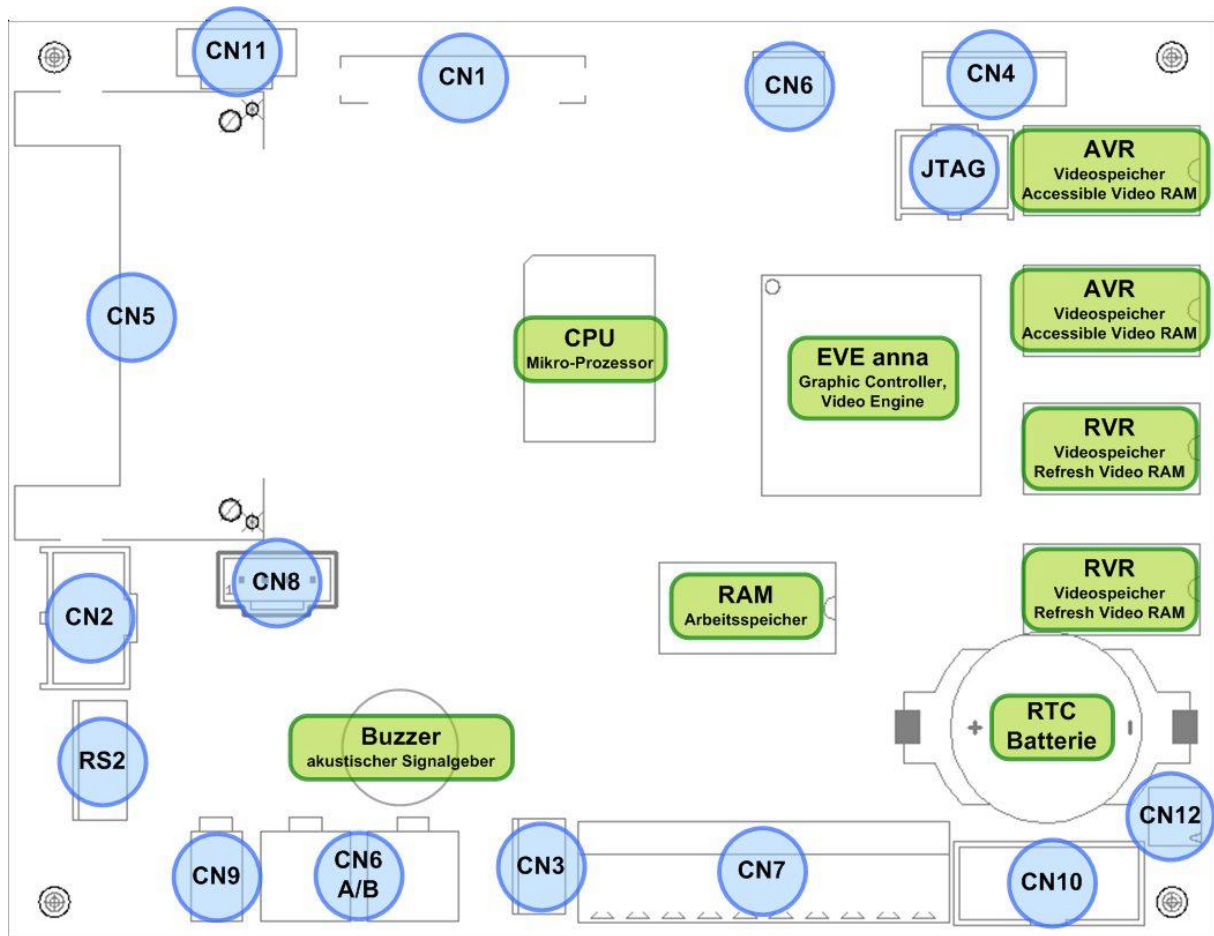 CN11
CN1
CN6
CN4
JTAG
AVR
Videospeicher
Accessible Video RAM
CN5
CPU
Mikro-Prozessor
EVE anna
Graphic Controller,
Video Engine
AVR
Videospeicher
Accessible Video RAM
RVR
Videospeicher
Refresh Video RAM
CN2
1
CN8
RAM
Arbeitsspeicher
RVR
Videospeicher
Refresh Video RAM
RS2
Buzzer
akustischer Signalgeber
+
RTC
Batterie
-
CN12
CN9
CN6
A/B
CN3
CN7
CN10